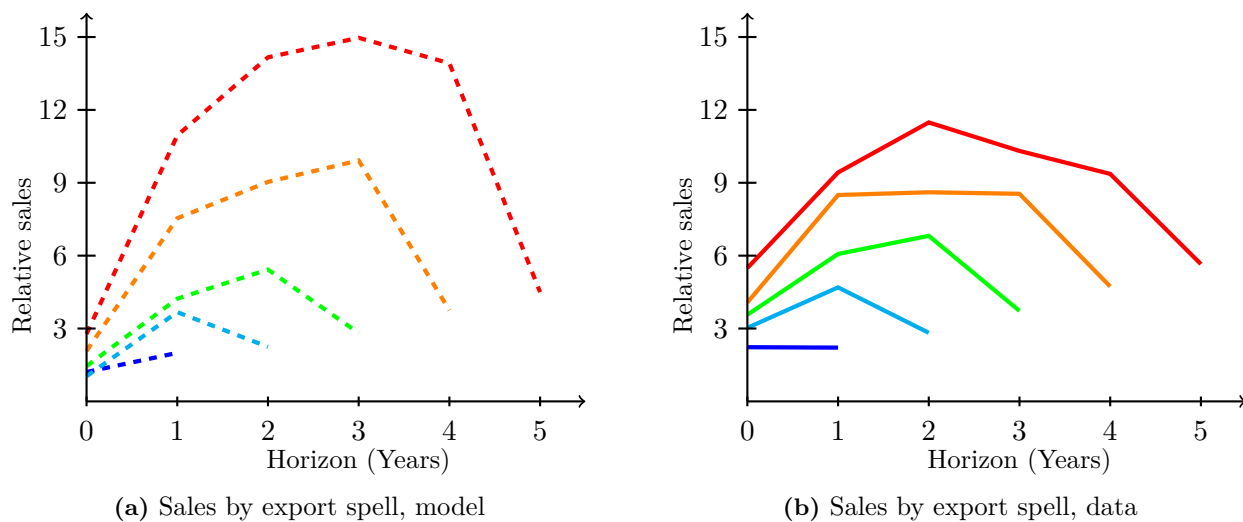 15
12
9
6
3
Relative sales
0 1 2 3 4 5
Horizon (Years)
(a) Sales by export spell, model
15
12
9
6
3
Relative sales
0 1 2 3 4 5
Horizon (Years)
(b) Sales by export spell, data